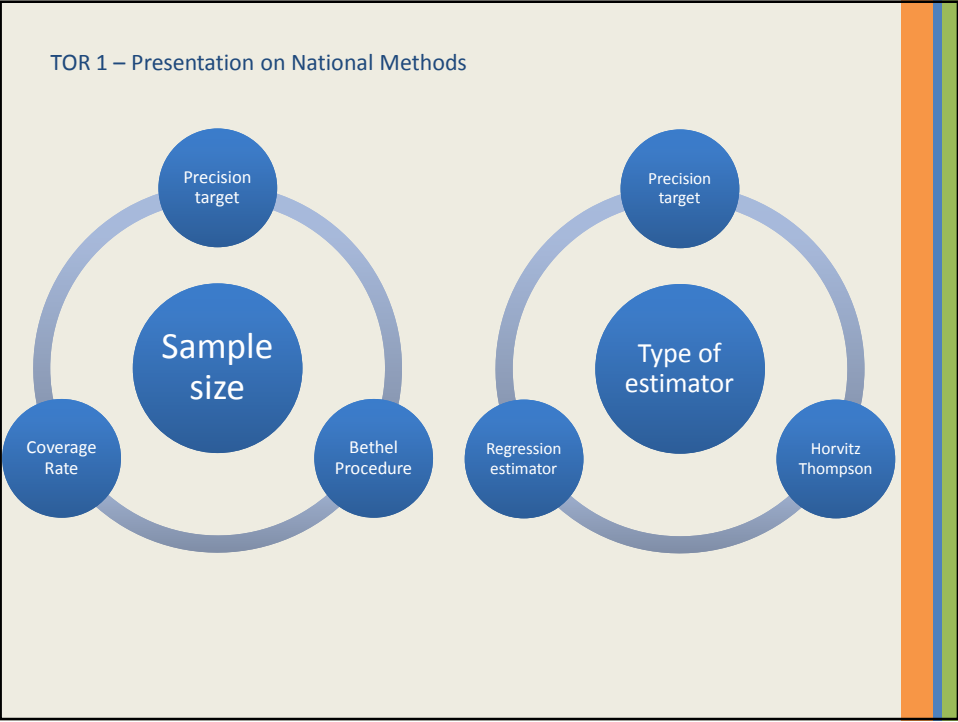 TOR 1 – Presentation on National Methods
Precision
target
Sample
size
Coverage
Rate
Bethel
Procedure
Precision
target
Type of
estimator
Regression
estimator
Horvitz
Thompson